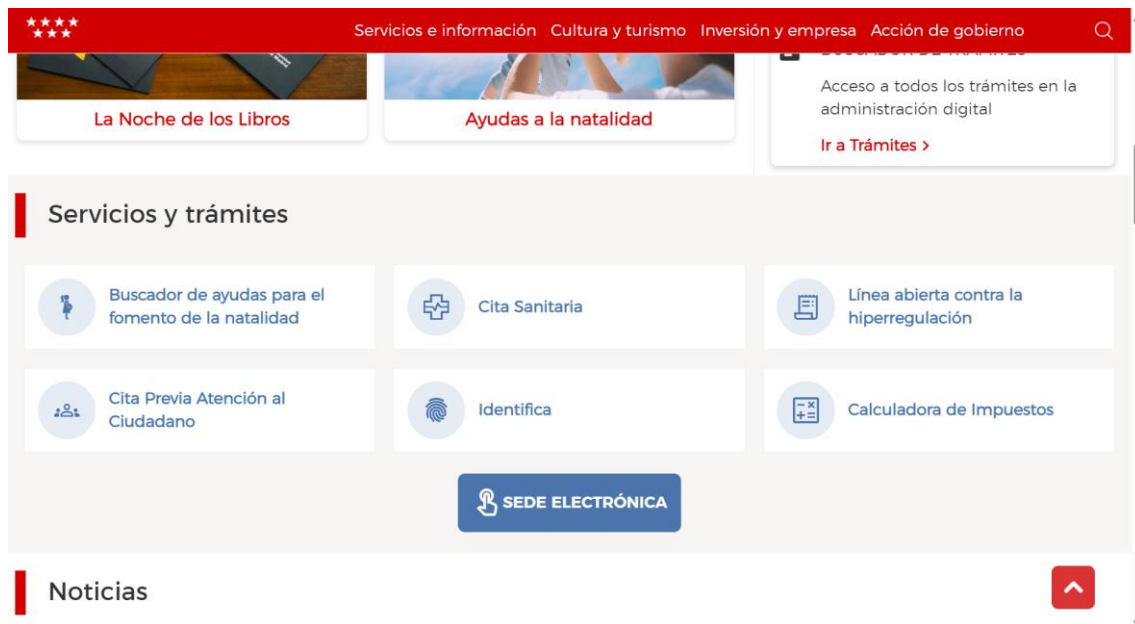 Servicios e información Cultura y turismo Inversión y empresa Acción de gobierno
La Noche de los Libros
Ayudas a la natalidad
BUSCADOR DE TRÁMITES
Acceso a todos los trámites en la
administración digital
Ir a Trámites >
Servicios y trámites
Buscador de ayudas para el
fomento de la natalidad
Cita Sanitaria
Línea abierta contra la
hiperregulación
Cita Previa Atención al
Ciudadano
Identifica
Calculadora de Impuestos
SEDE ELECTRÓNICA
Noticias